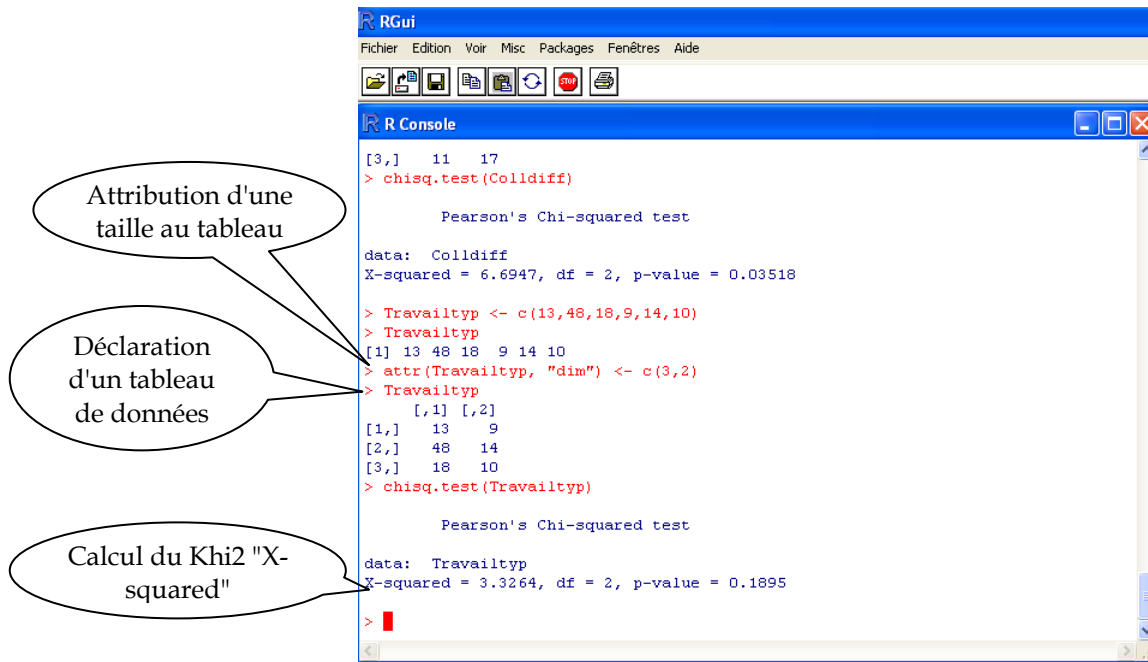 RGui
Fichier Edition Voir Misc Packages Fenêtres Aide
STOP
R Console
[3,] 11 17
> chisq.test(Colldiff)
Pearson's Chi-squared test
data: Colldiff
X-squared = 6.6947, df = 2, p-value = 0.03518
> Travailtyp <- c(13,48,18,9,14,10)
> Travailtyp
[1] 13 48 18 9 14 10
> attr(Travailtyp, "dim") <- c(3,2)
> Travailtyp
[,1] [,2]
[1,] 13 9
[2,] 48 14
[3,] 18 10
> chisq.test(Travailtyp)
Pearson's Chi-squared test
data: Travailtyp
X-squared = 3.3264, df = 2, p-value = 0.1895
>
Attribution d'une
taille au tableau
Déclaration
d'un tableau
de données
Calcul du Khi2 "X-
squared"